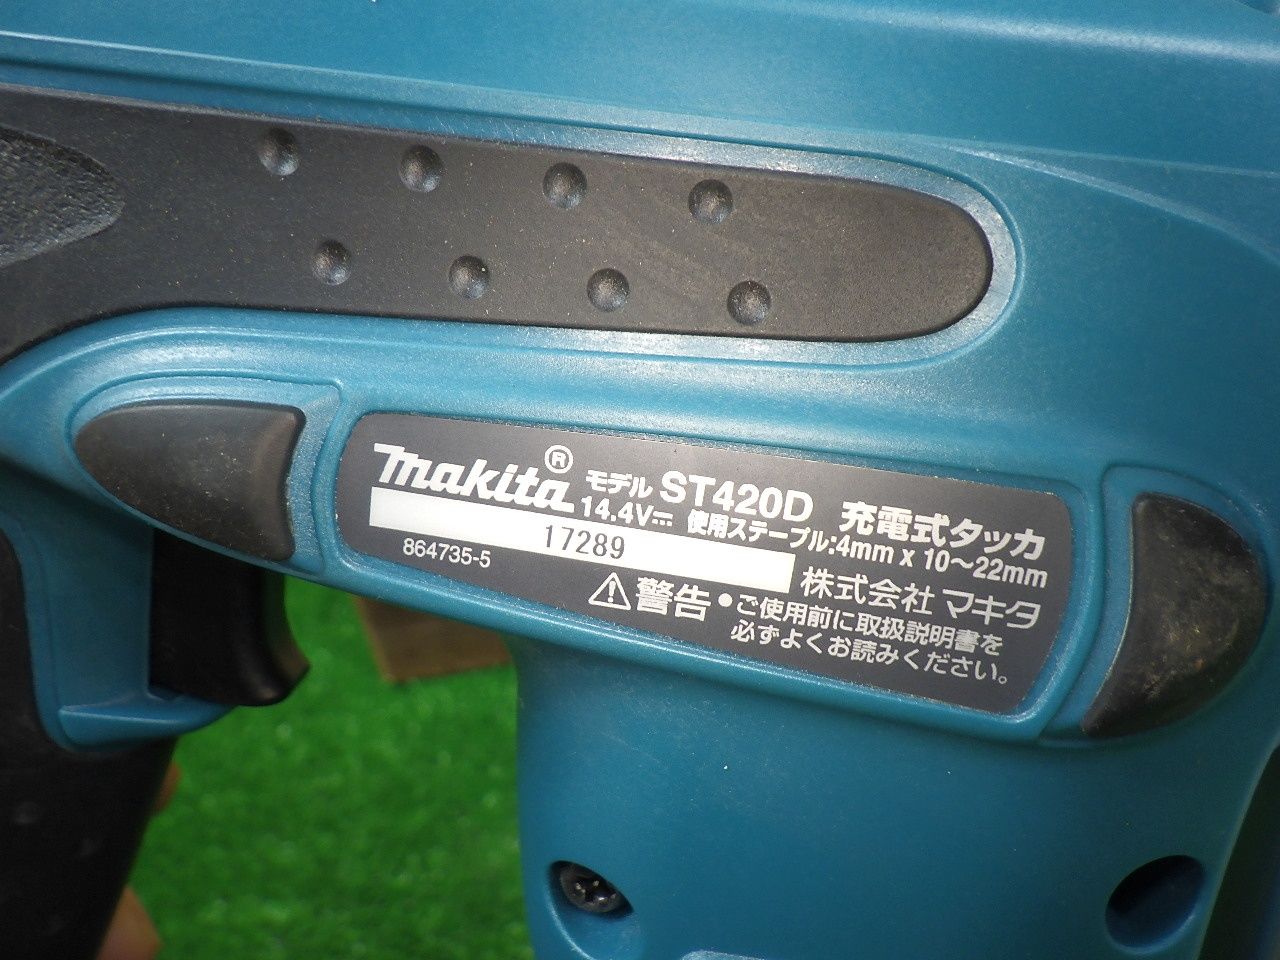 makita® モデル ST420D 充電式タッカ
14.4V⎓ 使用ステープル:4mm x 10～22mm
17289
864735-5
株式会社 マキタ
⚠警告 ●ご使用前に取扱説明書を
必ずよくお読みください。